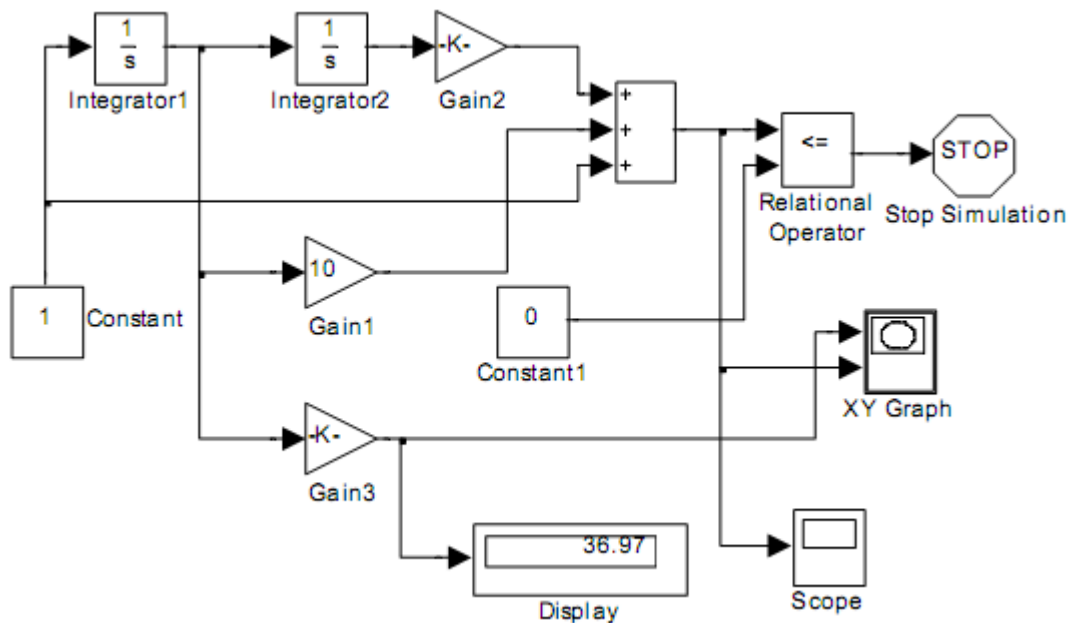 1
s
Integrator1
1
s
Integrator2
-K-
Gain2
+
+
+
<=
Relational
Operator
STOP
Stop Simulation
1
Constant
10
Gain1
0
Constant1
XY Graph
-K-
Gain3
36.97
Display
Scope